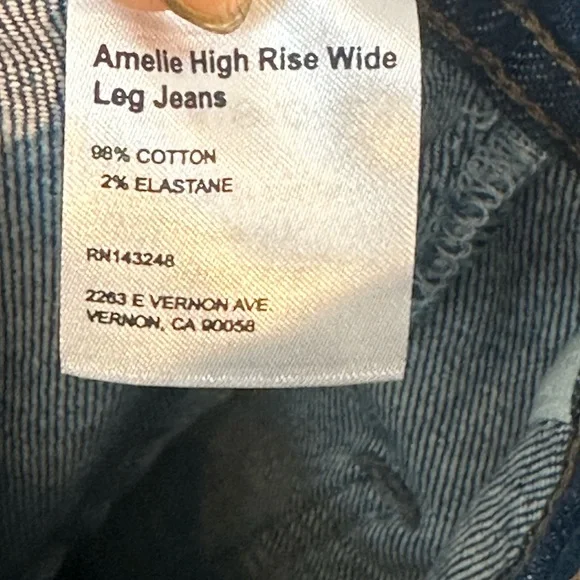 Amelie High Rise Wide
Leg Jeans
98% COTTON
2% ELASTANE
RN143248
2263 E VERNON AVE.
VERNON, CA 90058